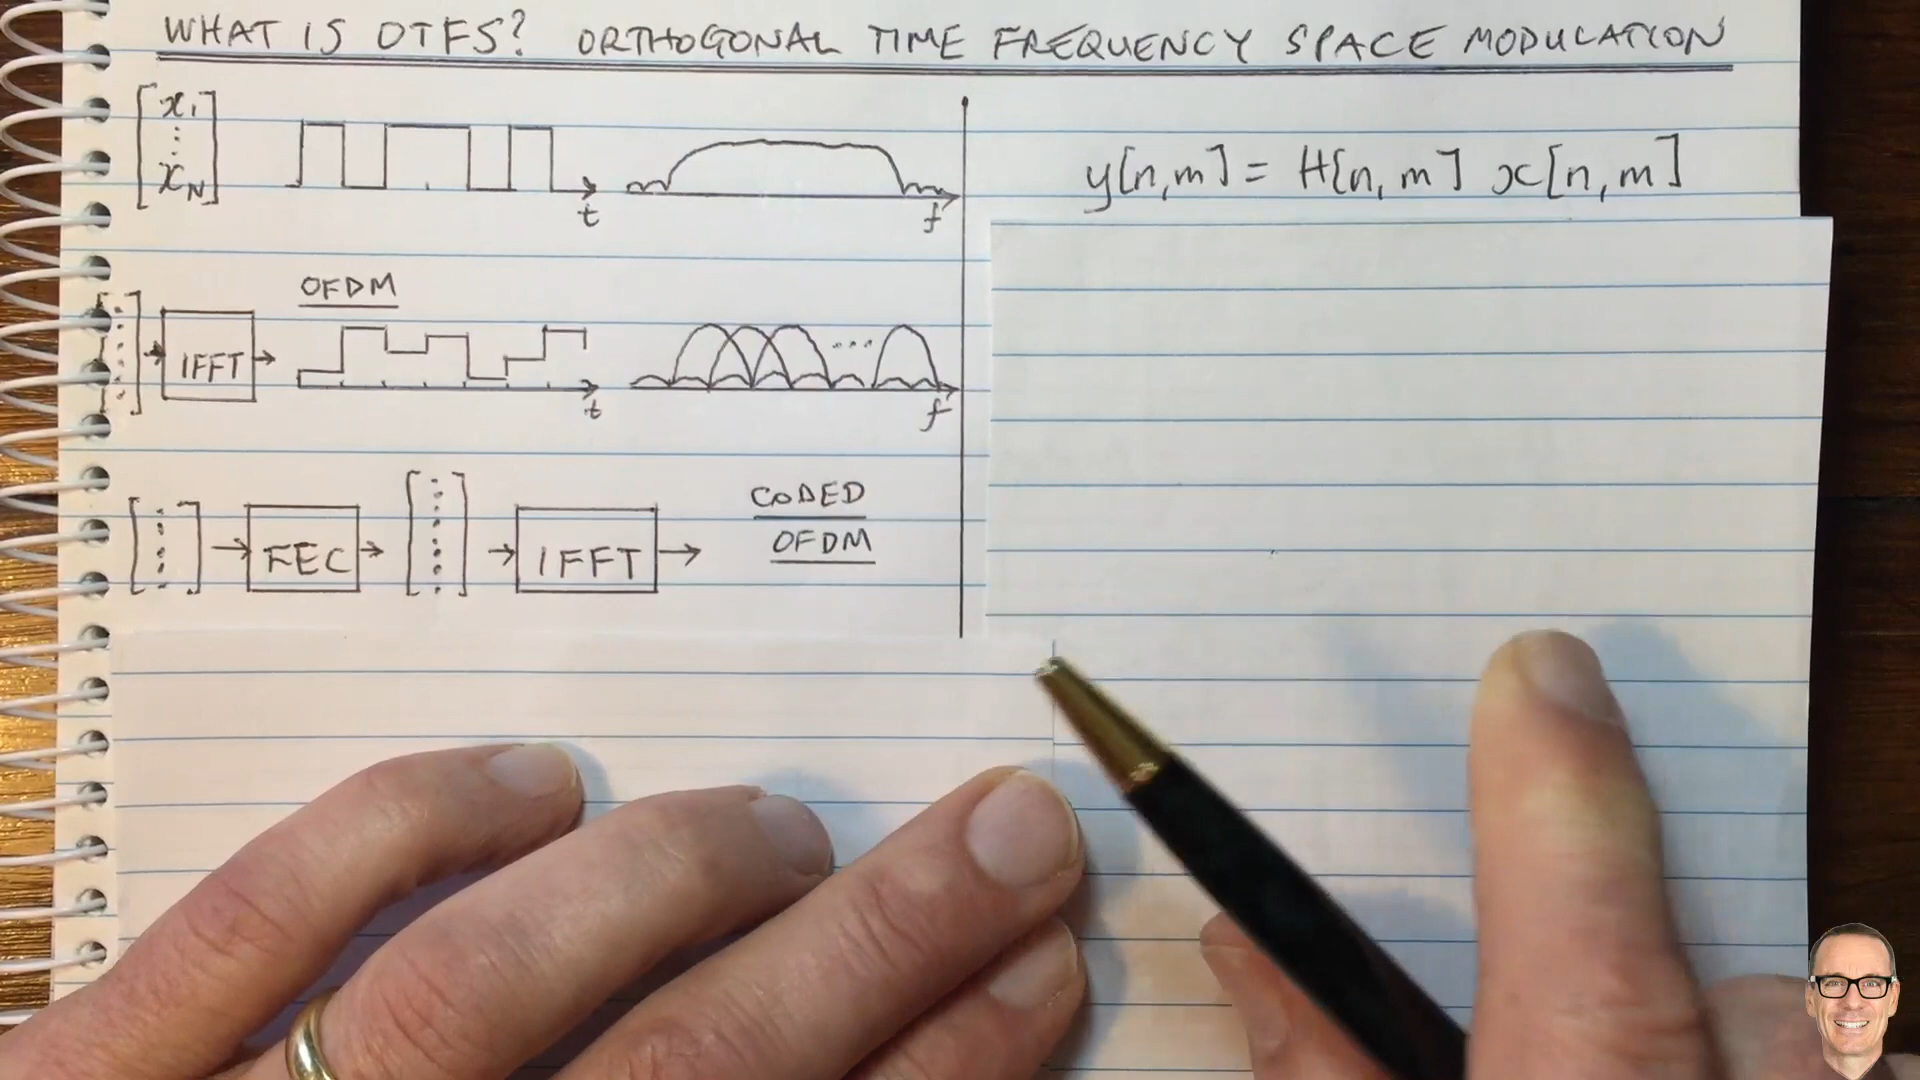 WHAT IS OTFS? ORTHOGONAL TIME FREQUENCY SPACE MODULATION
x1
⋮
xN
t
f
y[n,m] = H[n,m] x[n,m]
OFDM
IFFT
t
...
f
FEC
IFFT
CODED
OFDM